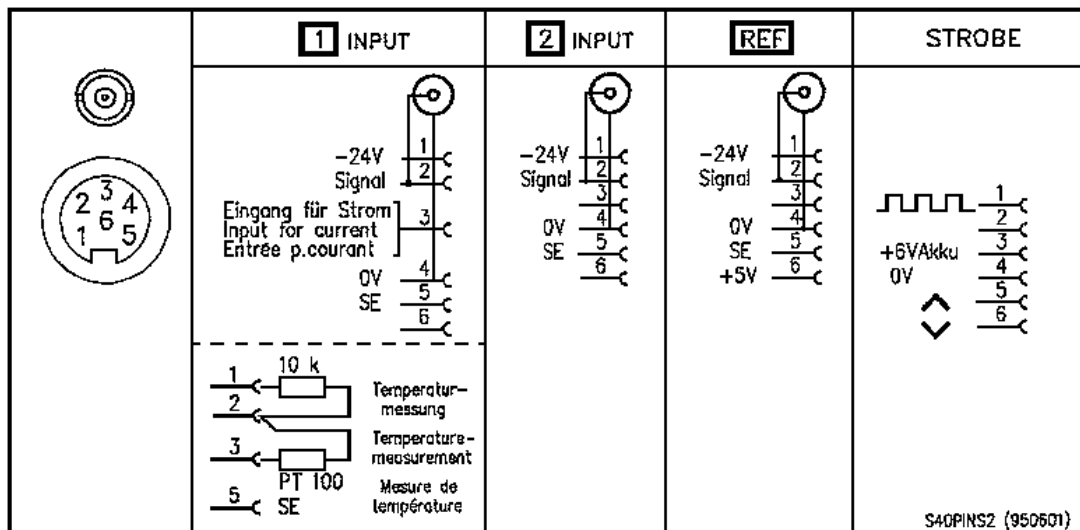 1 INPUT
2 INPUT
REF
STROBE
2 3 4
1 6 5
-24V 1
Signal 2
Eingang für Strom
Input for current 3
Entrée p.courant
0V 4
SE 5
6
-24V 1
Signal 2
3
0V 4
SE 5
6
-24V 1
Signal 2
3
0V 4
SE 5
+5V 6
1
2
+6VAkku 3
0V 4
5
6
10 k
1
2
3
PT 100
5 SE
Temperatur-
messung
Temperature-
measurement
Mesure de
température
S40PINS2 (950601)